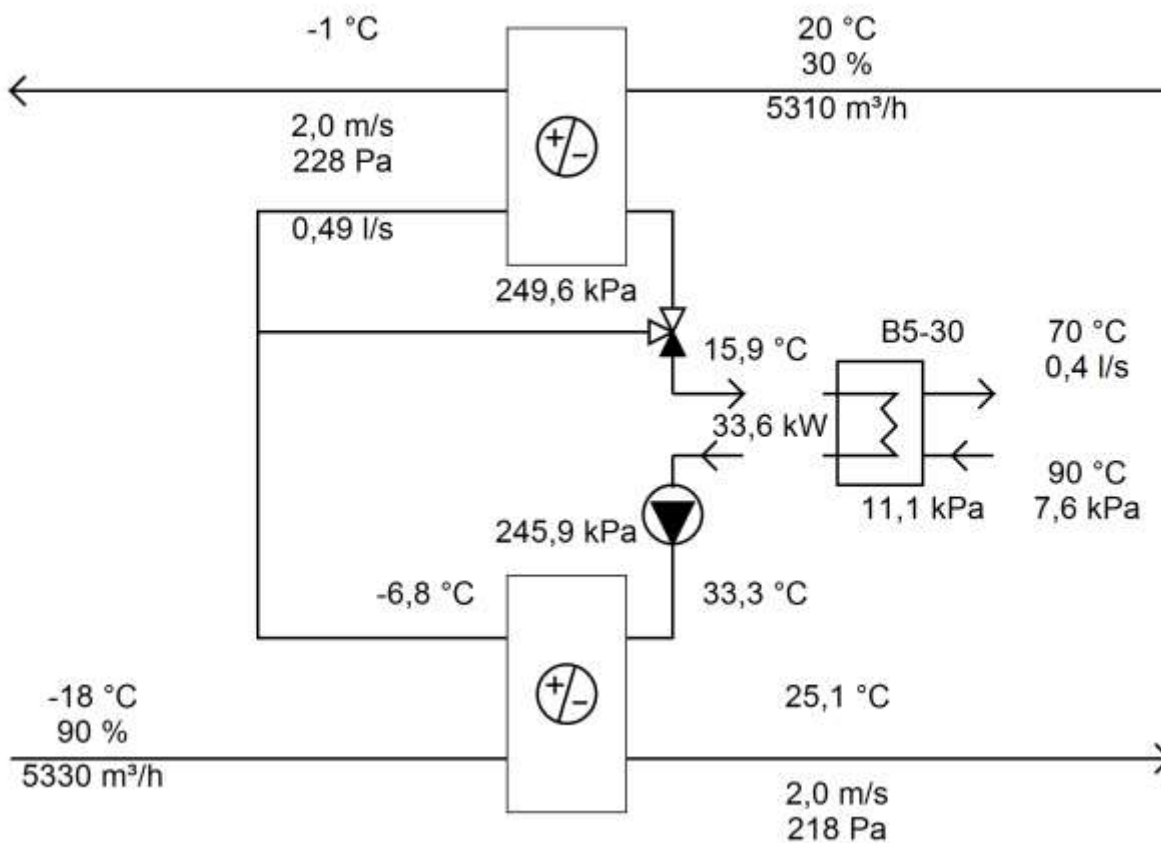 -1 °C
20 °C
30 %
5310 m³/h
2,0 m/s
228 Pa
0,49 l/s
249,6 kPa
15,9 °C
B5-30
70 °C
0,4 l/s
33,6 kW
90 °C
11,1 kPa
7,6 kPa
245,9 kPa
-6,8 °C
33,3 °C
-18 °C
90 %
5330 m³/h
25,1 °C
2,0 m/s
218 Pa